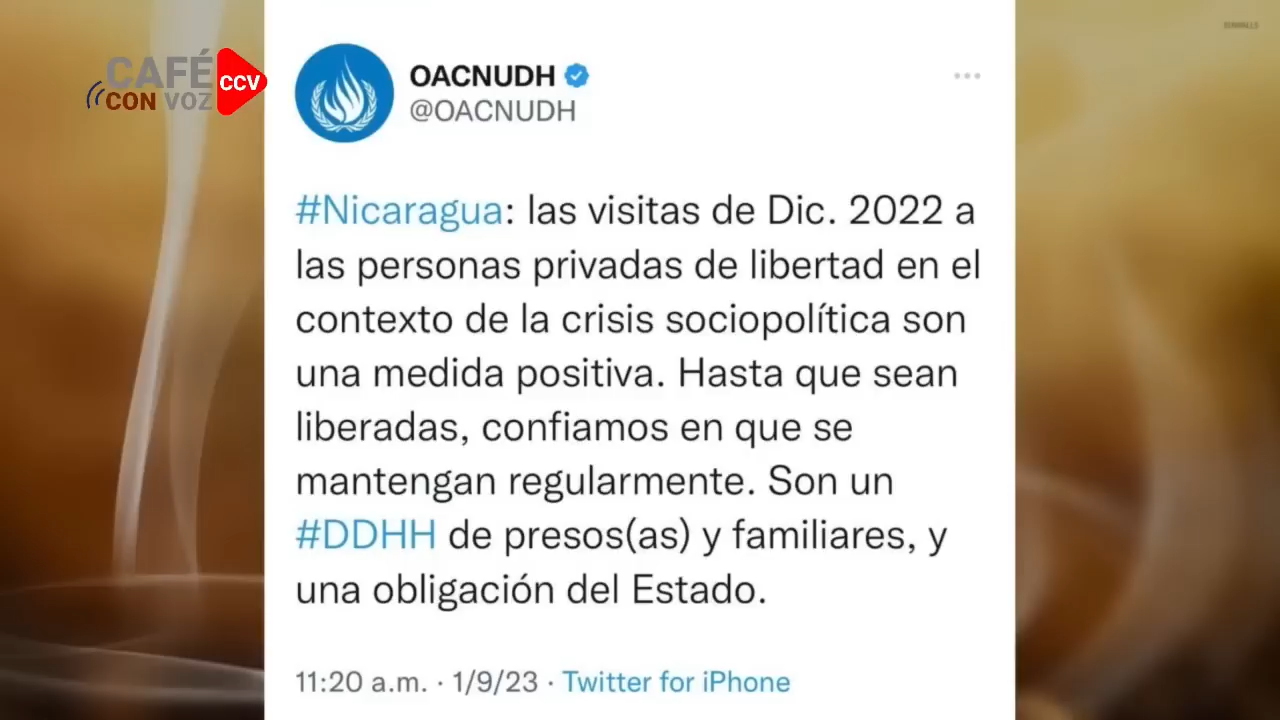 CAFÉ
CON VOZ
CCV
OACNUDH
@OACNUDH
#Nicaragua: las visitas de Dic. 2022 a
las personas privadas de libertad en el
contexto de la crisis sociopolítica son
una medida positiva. Hasta que sean
liberadas, confiamos en que se
mantengan regularmente. Son un
#DDHH de presos(as) y familiares, y
una obligación del Estado.
11:20 a.m. · 1/9/23 · Twitter for iPhone